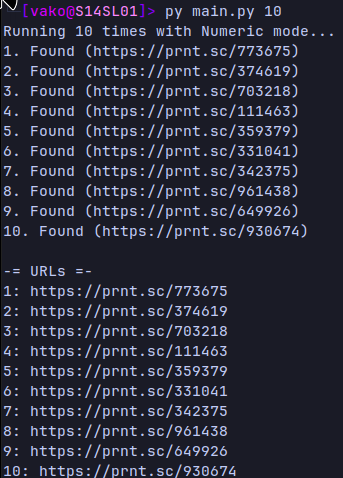 [vako@S14SL01]> py main.py 10
Running 10 times with Numeric mode...
1. Found (https://prnt.sc/773675)
2. Found (https://prnt.sc/374619)
3. Found (https://prnt.sc/703218)
4. Found (https://prnt.sc/111463)
5. Found (https://prnt.sc/359379)
6. Found (https://prnt.sc/331041)
7. Found (https://prnt.sc/342375)
8. Found (https://prnt.sc/961438)
9. Found (https://prnt.sc/649926)
10. Found (https://prnt.sc/930674)
-= URLs =-
1: https://prnt.sc/773675
2: https://prnt.sc/374619
3: https://prnt.sc/703218
4: https://prnt.sc/111463
5: https://prnt.sc/359379
6: https://prnt.sc/331041
7: https://prnt.sc/342375
8: https://prnt.sc/961438
9: https://prnt.sc/649926
10: https://prnt.sc/930674